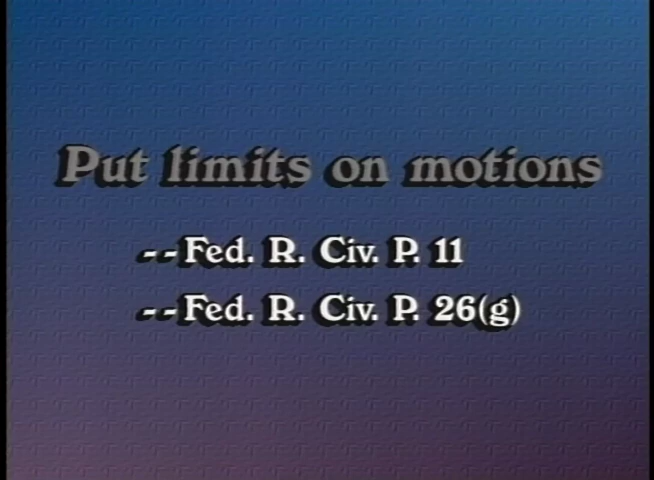 Put limits on motions
--Fed. R. Civ. P. 11
--Fed. R. Civ. P. 26(g)